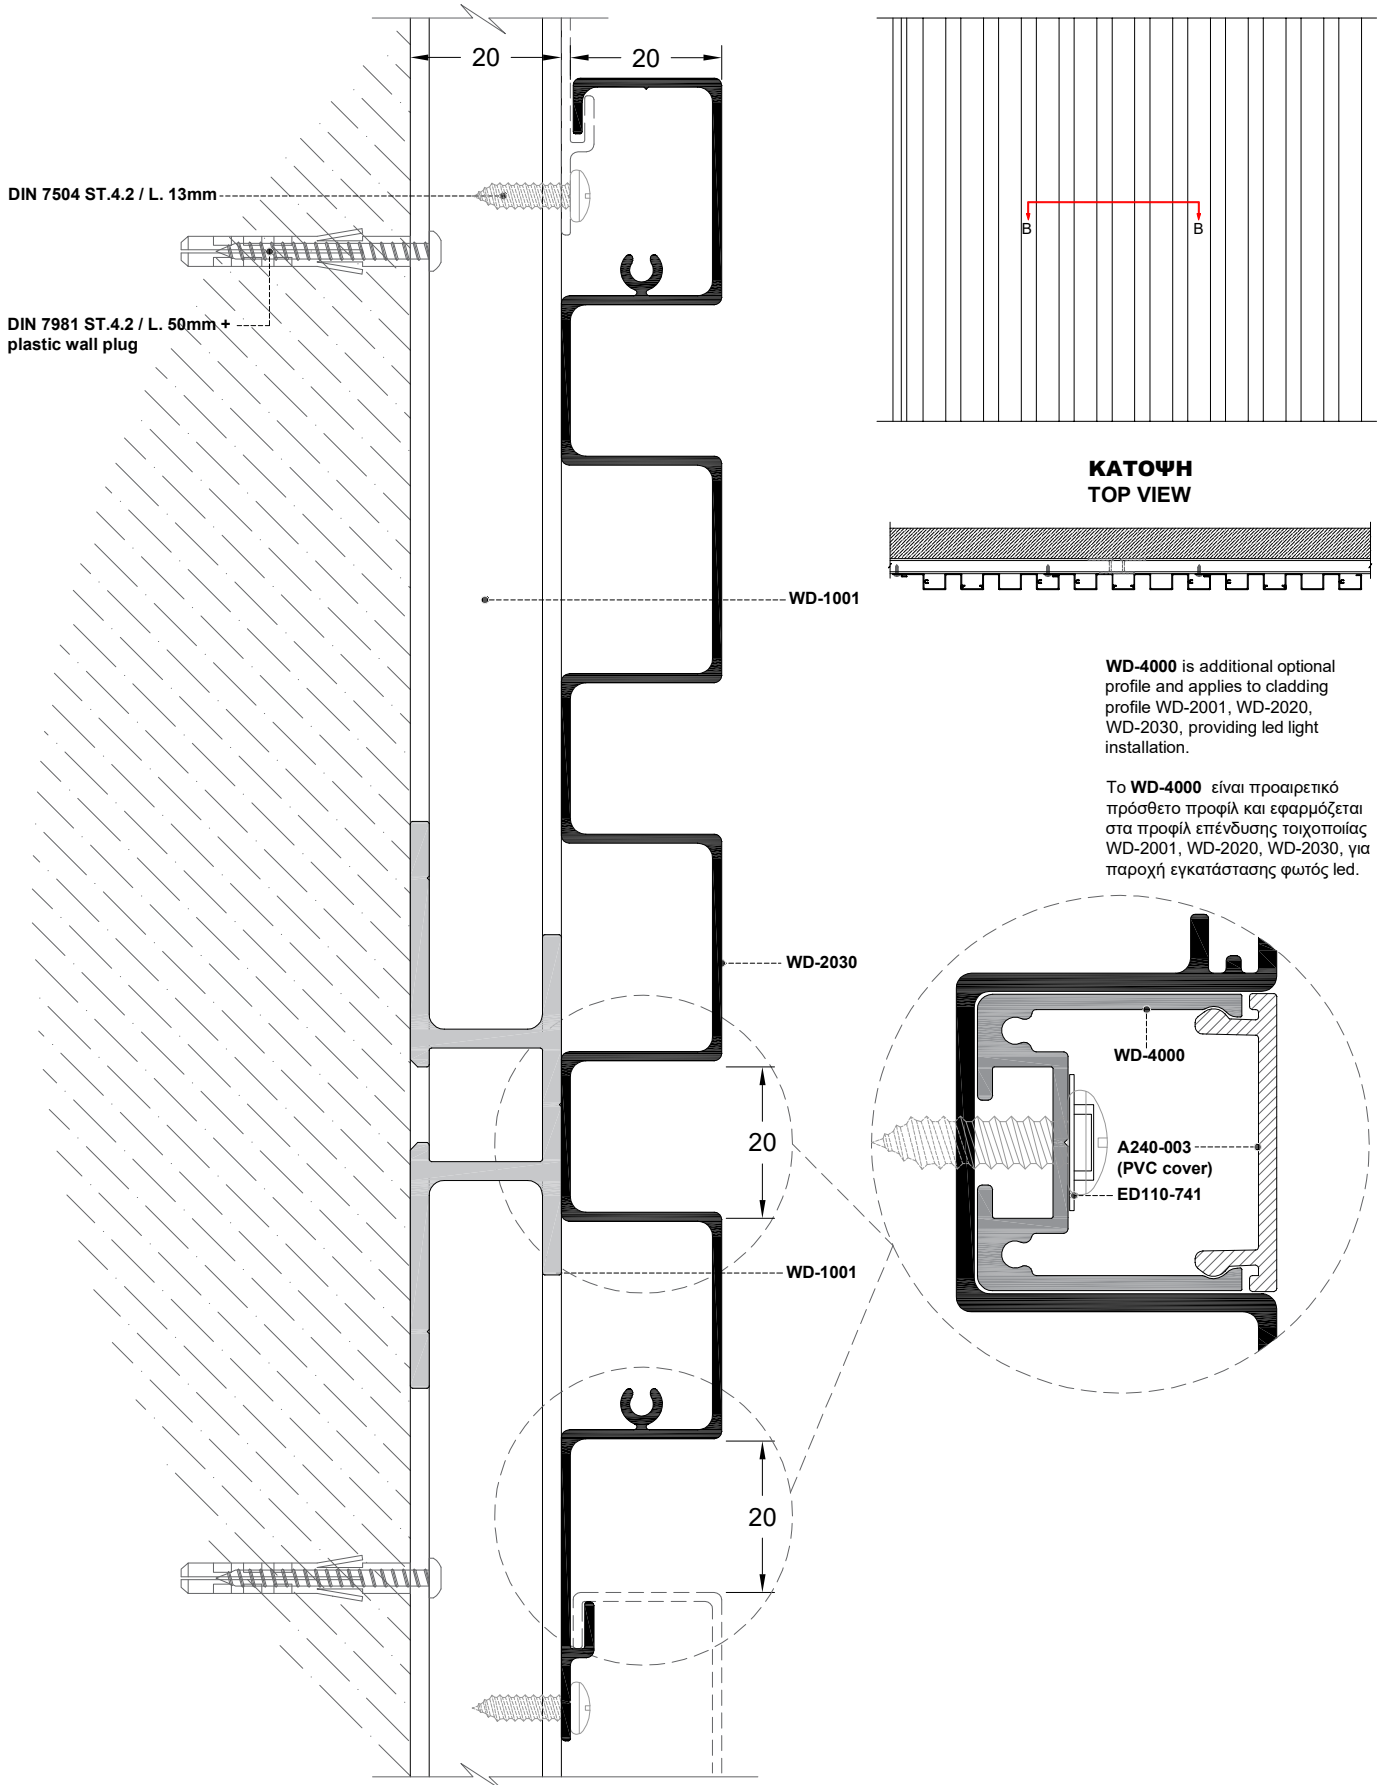 20
20
DIN 7504 ST.4.2 / L. 13mm
DIN 7981 ST.4.2 / L. 50mm +
plastic wall plug
B
B
ΚΑΤΟΨΗ
TOP VIEW
WD-1001
WD-4000 is additional optional
profile and applies to cladding
profile WD-2001, WD-2020,
WD-2030, providing led light
installation.
Το WD-4000 είναι προαιρετικό
πρόσθετο προφίλ και εφαρμόζεται
στα προφίλ επένδυσης τοιχοποιίας
WD-2001, WD-2020, WD-2030, για
παροχή εγκατάστασης φωτός led.
WD-2030
WD-4000
20
A240-003
(PVC cover)
ED110-741
WD-1001
20